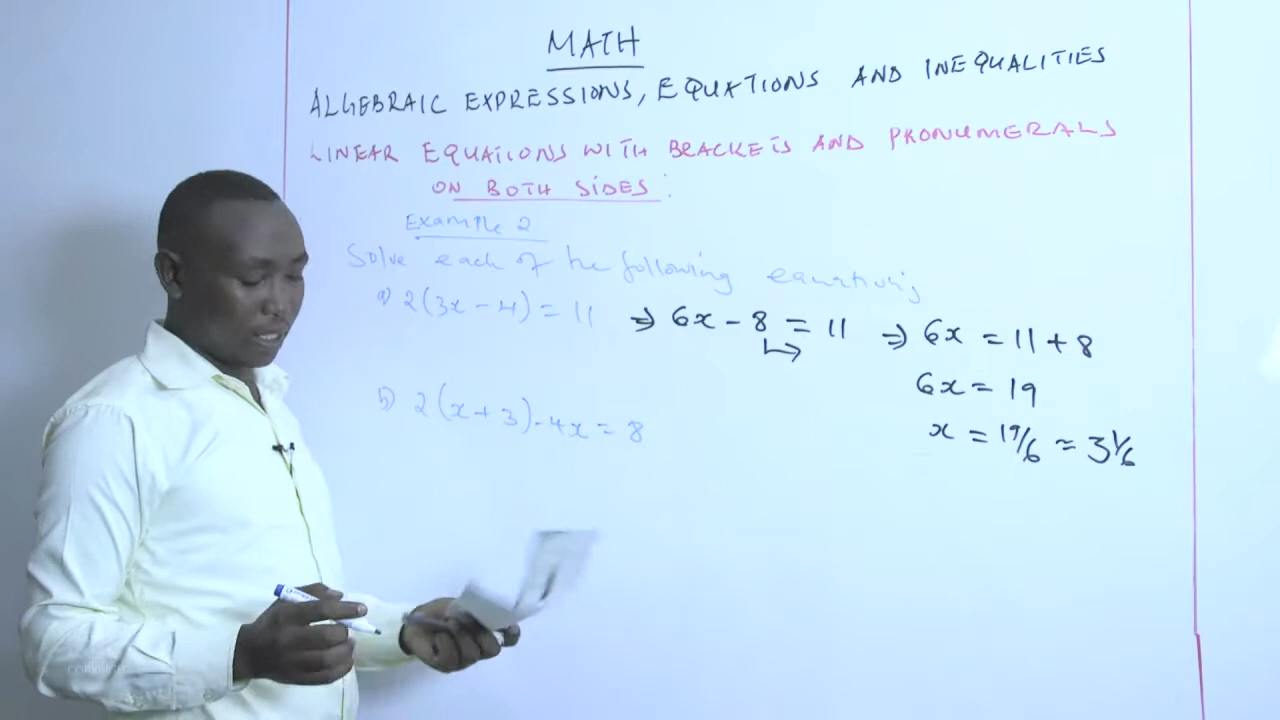 MATH
ALGEBRAIC EXPRESSIONS, EQUATIONS AND INEQUALITIES
LINEAR EQUATIONS WITH BRACKETS AND PRONUMERALS
ON BOTH SIDES:
Example 2
Solve each of the following equations
a) 2(3x - 4) = 11 ⇒ 6x - 8 = 11 ⇒ 6x = 11 + 8
6x = 19
b) 2(x + 3) - 4x = 8
x = 19/6 ≈ 3 1/6